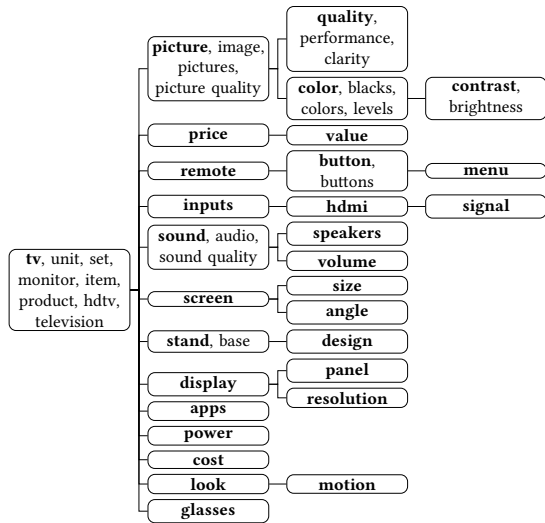 tv, unit, set,
monitor, item,
product, hdtv,
television
picture, image,
pictures,
picture quality
quality,
performance,
clarity
color, blacks,
colors, levels
contrast,
brightness
price
value
remote
button,
buttons
menu
inputs
hdmi
signal
sound, audio,
sound quality
speakers
volume
screen
size
angle
stand, base
design
display
panel
resolution
apps
power
cost
look
motion
glasses